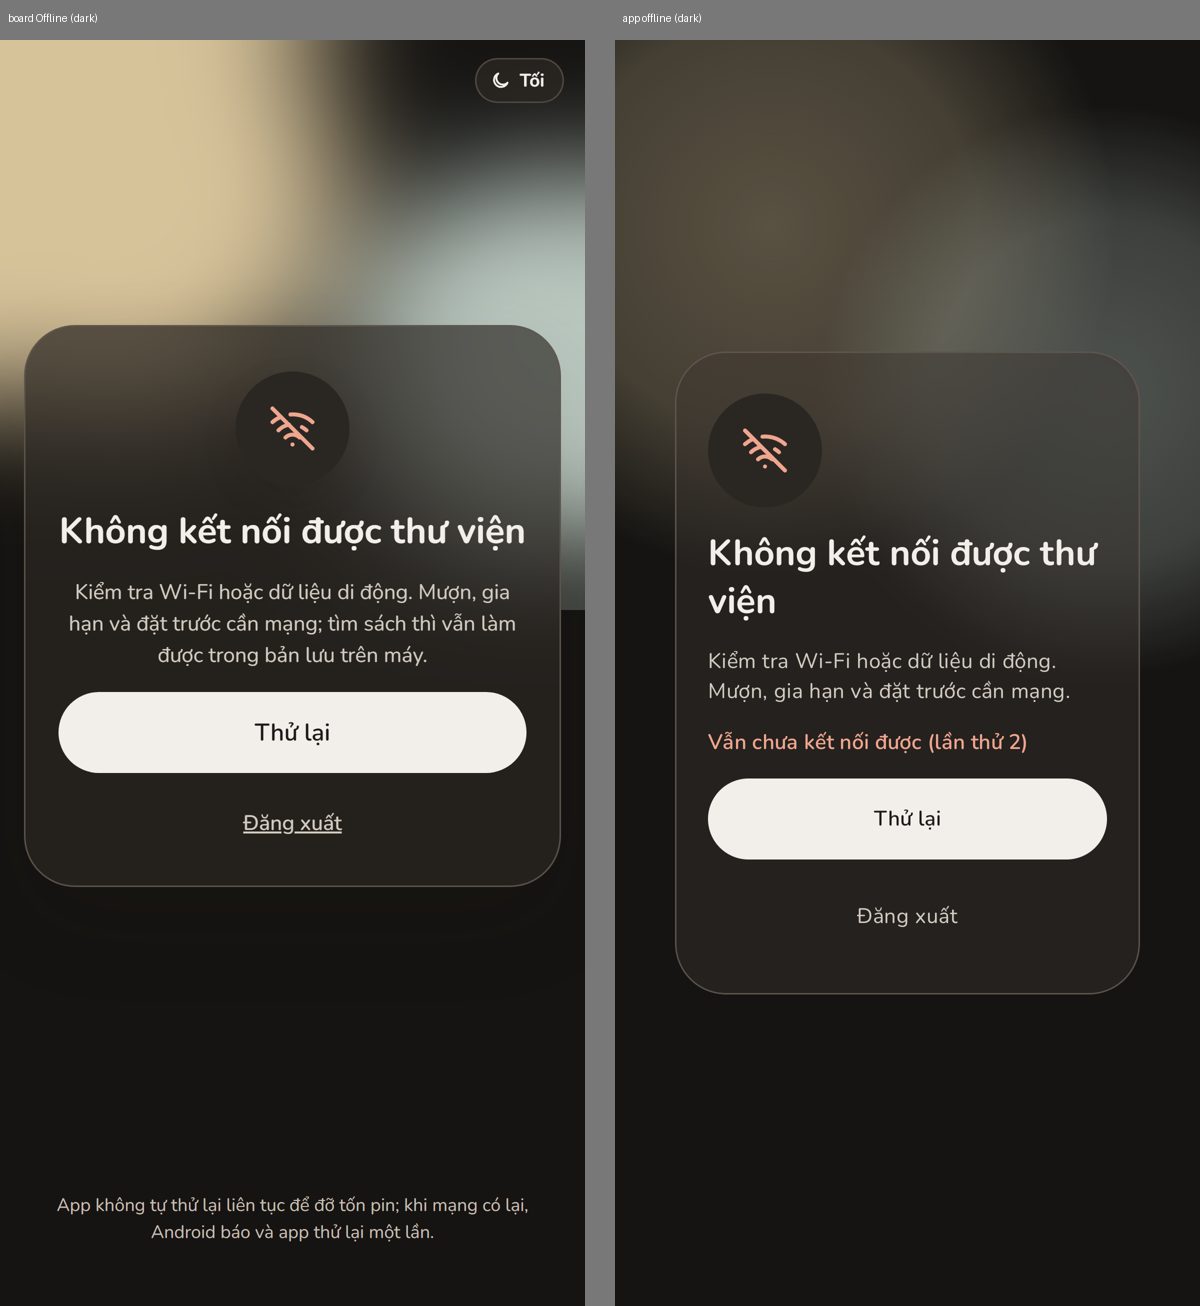 board Offline (dark)
Tối
Không kết nối được thư viện
Kiểm tra Wi-Fi hoặc dữ liệu di động. Mượn, gia
hạn và đặt trước cần mạng; tìm sách thì vẫn làm
được trong bản lưu trên máy.
Thử lại
Đăng xuất
App không tự thử lại liên tục để đỡ tốn pin; khi mạng có lại,
Android báo và app thử lại một lần.
app offline (dark)
Không kết nối được thư
viện
Kiểm tra Wi-Fi hoặc dữ liệu di động.
Mượn, gia hạn và đặt trước cần mạng.
Vẫn chưa kết nối được (lần thử 2)
Thử lại
Đăng xuất